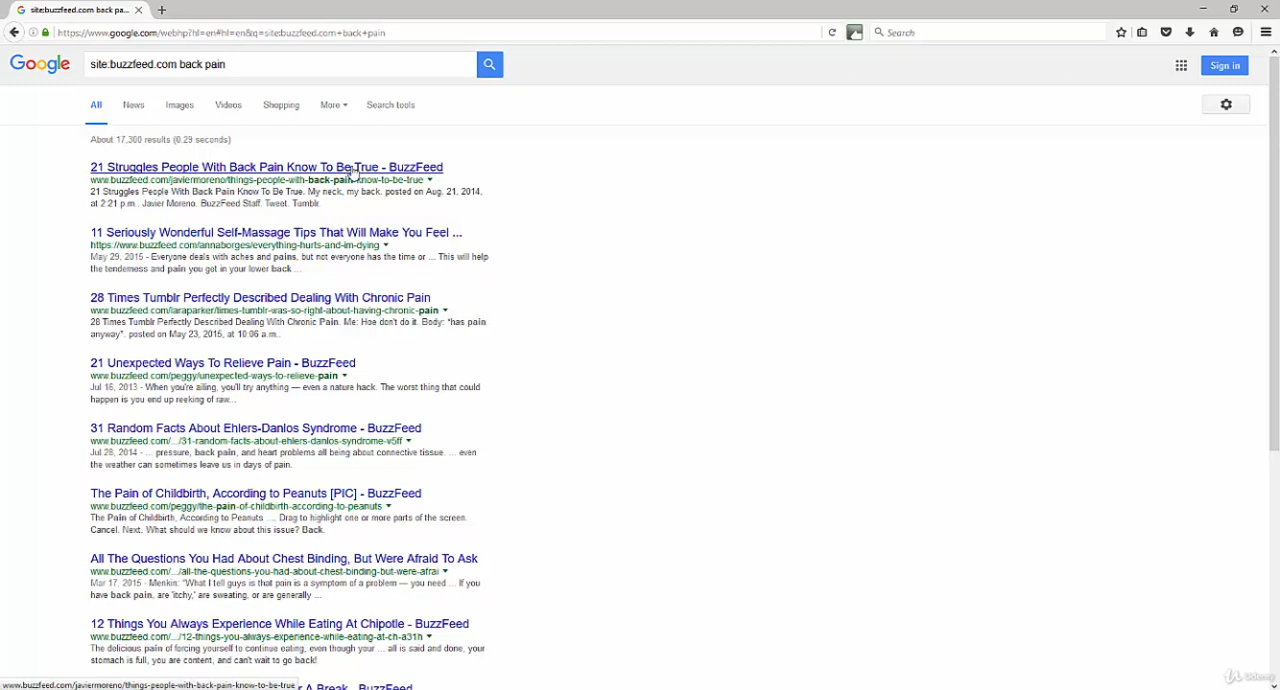 site:buzzfeed.com back pa...
https://www.google.com/webhp?hl=en#hl=en&q=site:buzzfeed.com+back+pain
Search
Google
site:buzzfeed.com back pain
Sign in
All News Images Videos Shopping More Search tools
About 17,300 results (0.29 seconds)
21 Struggles People With Back Pain Know To Be True - BuzzFeed
www.buzzfeed.com/javiermoreno/things-people-with-back-pain-know-to-be-true
21 Struggles People With Back Pain Know To Be True. My neck, my back. posted on Aug. 21, 2014,
at 2:21 p.m.. Javier Moreno. BuzzFeed Staff. Tweet. Tumblr.
11 Seriously Wonderful Self-Massage Tips That Will Make You Feel ...
https://www.buzzfeed.com/annaborges/everything-hurts-and-im-dying
May 29, 2015 - Everyone deals with aches and pains, but not everyone has the time or ... This will help
the tenderness and pain you got in your lower back ...
28 Times Tumblr Perfectly Described Dealing With Chronic Pain
www.buzzfeed.com/laraparker/times-tumblr-was-so-right-about-having-chronic-pain
28 Times Tumblr Perfectly Described Dealing With Chronic Pain. Me: Hoe don't do it. Body: *has pain
anyway*. posted on May 23, 2015, at 10:06 a.m..
21 Unexpected Ways To Relieve Pain - BuzzFeed
www.buzzfeed.com/peggy/unexpected-ways-to-relieve-pain
Jul 16, 2013 - When you're ailing, you'll try anything — even a nature hack. The worst thing that could
happen is you end up reeking of raw...
31 Random Facts About Ehlers-Danlos Syndrome - BuzzFeed
www.buzzfeed.com/.../31-random-facts-about-ehlers-danlos-syndrome-v5ff
Jul 28, 2014 - ... pressure, back pain, and heart problems all being about connective tissue. ... even
the weather can sometimes leave us in days of pain.
The Pain of Childbirth, According to Peanuts [PIC] - BuzzFeed
www.buzzfeed.com/peggy/the-pain-of-childbirth-according-to-peanuts
The Pain of Childbirth, According to Peanuts .... Drag to highlight one or more parts of the screen.
Cancel. Next. What should we know about this issue? Back.
All The Questions You Had About Chest Binding, But Were Afraid To Ask
www.buzzfeed.com/.../all-the-questions-you-had-about-chest-binding-but-were-afrai
Mar 17, 2015 - Menkin: "What I tell guys is that pain is a symptom of a problem — you need ... If you
have back pain, are 'itchy,' are sweating, or are generally ...
12 Things You Always Experience While Eating At Chipotle - BuzzFeed
www.buzzfeed.com/.../12-things-you-always-experience-while-eating-at-ch-a31h
The delicious pain of forcing yourself to continue eating, even though your ... all is said and done, your
stomach is full, you are content, and can't wait to go back!
r A Break - BuzzFeed
www.buzzfeed.com/javiermoreno/things-people-with-back-pain-know-to-be-true
Udemy